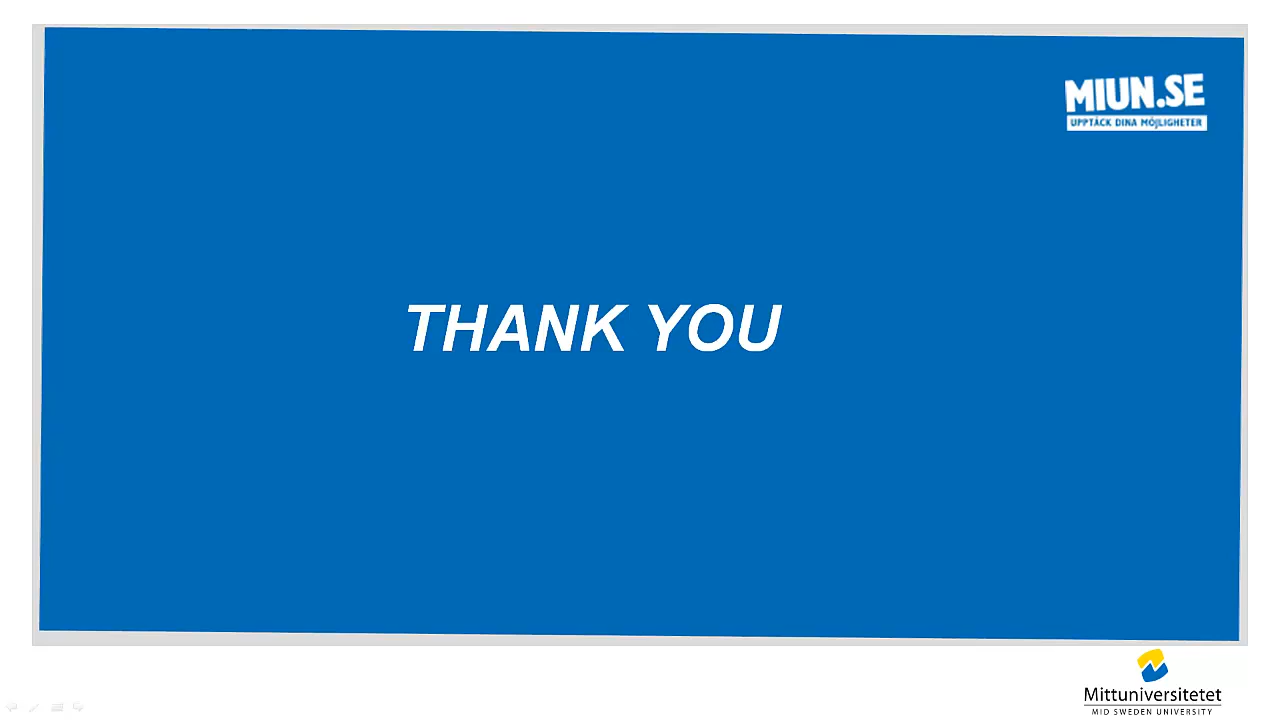 MIUN.SE
UPPTÄCK DINA MÖJLIGHETER
THANK YOU
Mittuniversitetet
MID SWEDEN UNIVERSITY